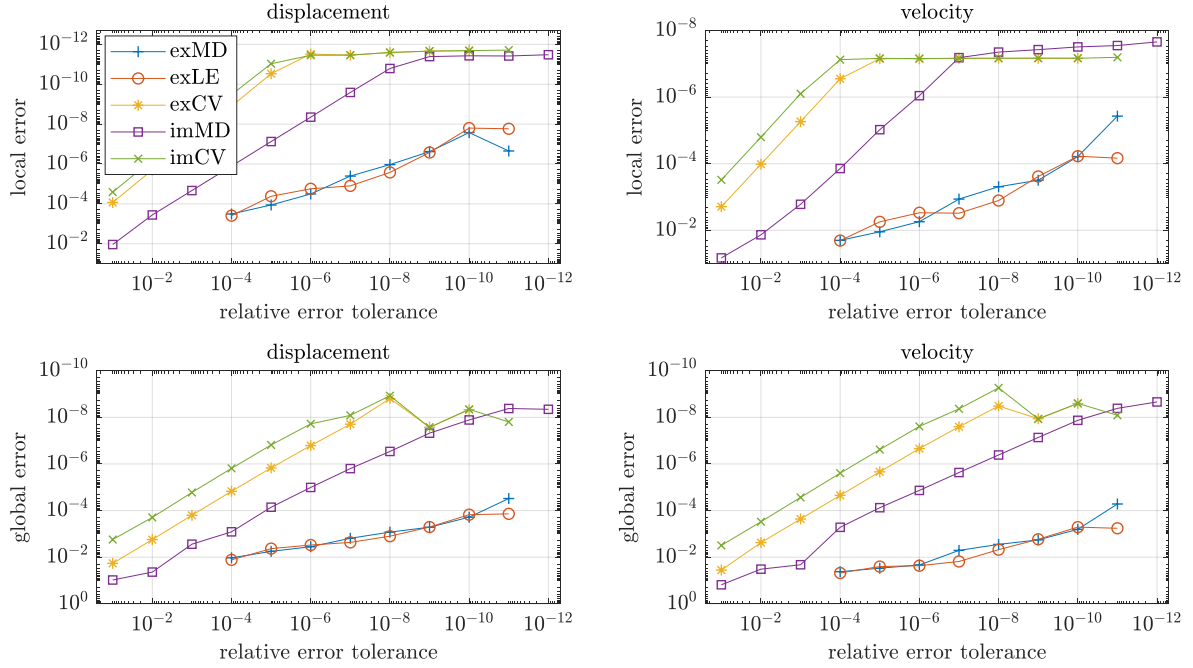 displacement
10⁻¹²
10⁻¹⁰
10⁻⁸
10⁻⁶
10⁻⁴
10⁻²
local error
exMD
exLE
exCV
imMD
imCV
10⁻² 10⁻⁴ 10⁻⁶ 10⁻⁸ 10⁻¹⁰ 10⁻¹²
relative error tolerance
velocity
10⁻⁸
10⁻⁶
10⁻⁴
10⁻²
local error
10⁻² 10⁻⁴ 10⁻⁶ 10⁻⁸ 10⁻¹⁰ 10⁻¹²
relative error tolerance
displacement
10⁻¹⁰
10⁻⁸
10⁻⁶
10⁻⁴
10⁻²
10⁰
global error
10⁻² 10⁻⁴ 10⁻⁶ 10⁻⁸ 10⁻¹⁰ 10⁻¹²
relative error tolerance
velocity
10⁻¹⁰
10⁻⁸
10⁻⁶
10⁻⁴
10⁻²
10⁰
global error
10⁻² 10⁻⁴ 10⁻⁶ 10⁻⁸ 10⁻¹⁰ 10⁻¹²
relative error tolerance